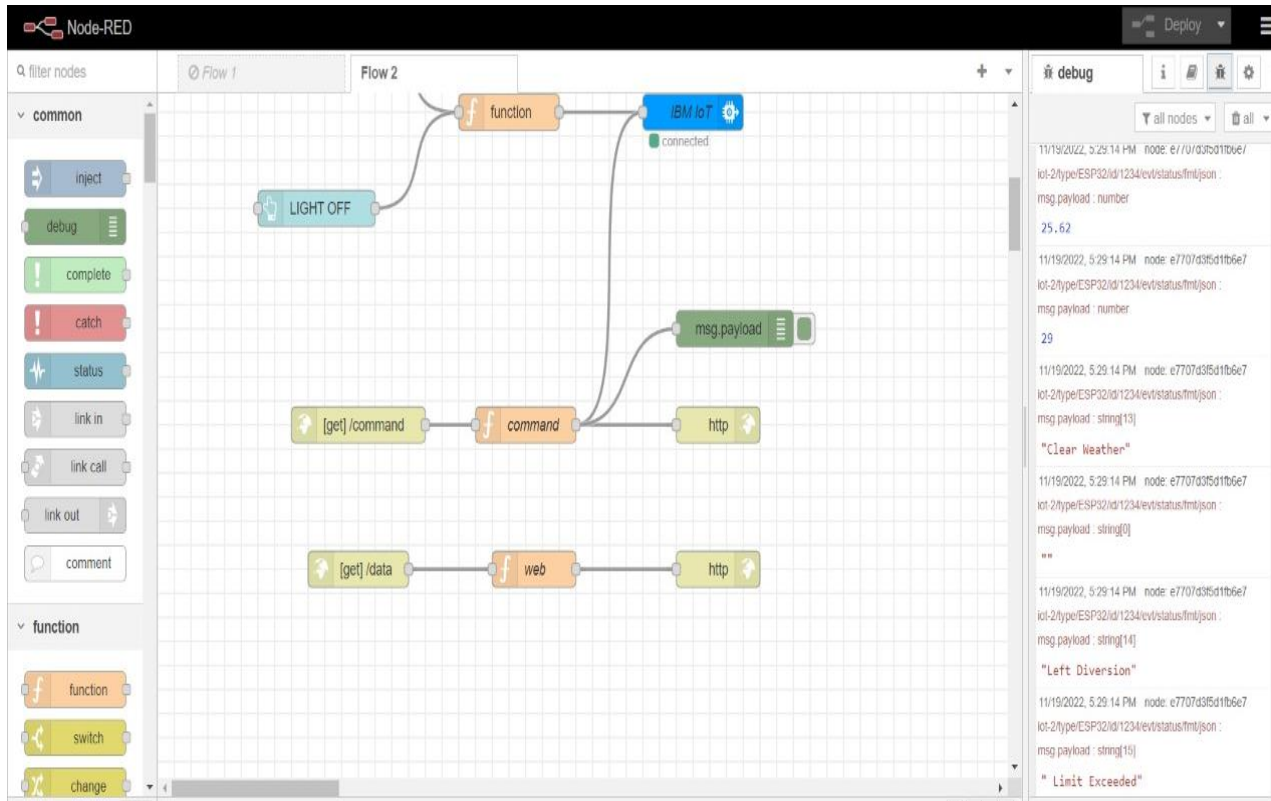 Node-RED
Deploy
filter nodes
common
inject
debug
complete
catch
status
link in
link call
link out
comment
function
function
switch
change
Flow 1
Flow 2
function
IBM IoT
connected
LIGHT OFF
msg.payload
[get] /command
command
http
[get] /data
web
http
debug
i
all nodes
all
11/19/2022, 5:29:14 PM node: e7707d3f5d1fb6e7
iot-2/type/ESP32/id/1234/evt/status/fmt/json :
msg.payload : number
25.62
11/19/2022, 5:29:14 PM node: e7707d3f5d1fb6e7
iot-2/type/ESP32/id/1234/evt/status/fmt/json :
msg.payload : number
29
11/19/2022, 5:29:14 PM node: e7707d3f5d1fb6e7
iot-2/type/ESP32/id/1234/evt/status/fmt/json :
msg.payload : string[13]
"Clear Weather"
11/19/2022, 5:29:14 PM node: e7707d3f5d1fb6e7
iot-2/type/ESP32/id/1234/evt/status/fmt/json :
msg.payload : string[0]
""
11/19/2022, 5:29:14 PM node: e7707d3f5d1fb6e7
iot-2/type/ESP32/id/1234/evt/status/fmt/json :
msg.payload : string[14]
"Left Diversion"
11/19/2022, 5:29:14 PM node: e7707d3f5d1fb6e7
iot-2/type/ESP32/id/1234/evt/status/fmt/json :
msg.payload : string[15]
" Limit Exceeded"